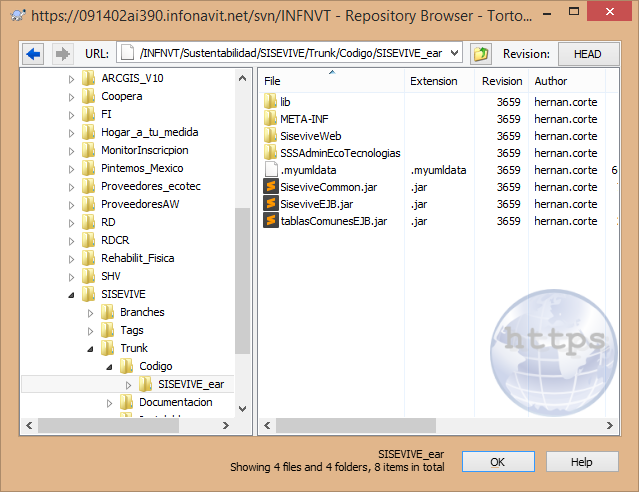 https://091402ai390.infonavit.net/svn/INFNVT - Repository Browser - Torto...
URL: /INFNVT/Sustentabilidad/SISEVIVE/Trunk/Codigo/SISEVIVE_ear Revision: HEAD
ARCGIS_V10
Coopera
FI
Hogar_a_tu_medida
MonitorInscricpion
Pintemos_Mexico
Proveedores_ecotec
ProveedoresAW
RD
RDCR
Rehabilit_Fisica
SHV
SISEVIVE
Branches
Tags
Trunk
Codigo
SISEVIVE_ear
Documentacion
File Extension Revision Author
lib 3659 hernan.corte
META-INF 3659 hernan.corte
SiseviveWeb 3659 hernan.corte
SSSAdminEcoTecnologias 3659 hernan.corte
.myumldata .myumldata 3659 hernan.corte 6
SiseviveCommon.jar .jar 3659 hernan.corte
SiseviveEJB.jar .jar 3659 hernan.corte
tablasComunesEJB.jar .jar 3659 hernan.corte
https
SISEVIVE_ear
Showing 4 files and 4 folders, 8 items in total
OK Help